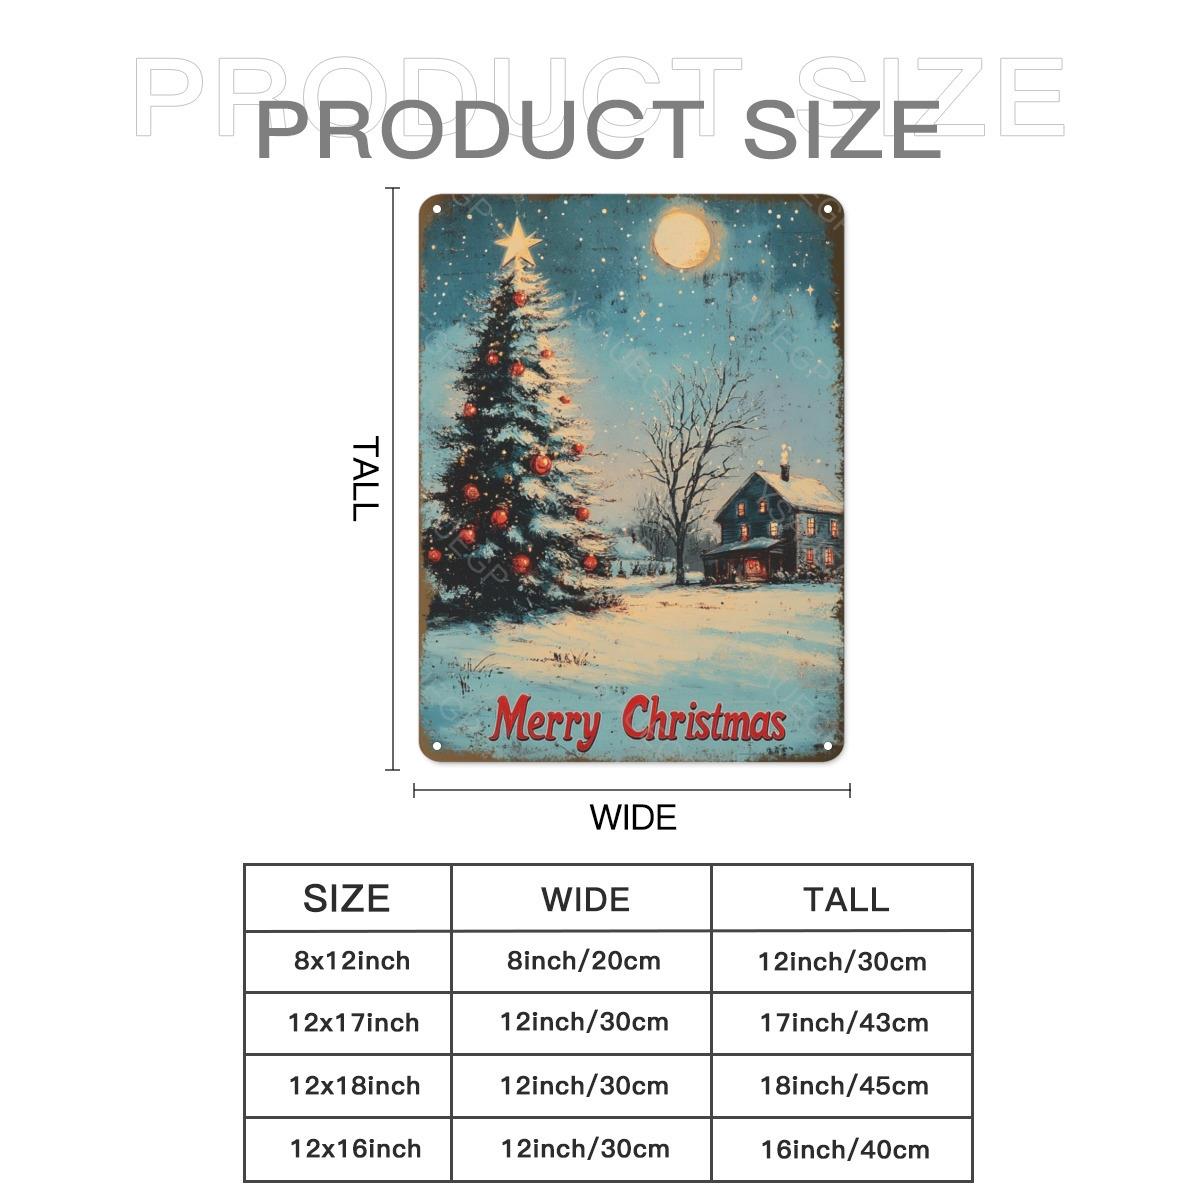 PRODUCT SIZE
PRODUCT SIZE
TALL
Merry Christmas
WIDE
SIZE WIDE TALL
8x12inch 8inch/20cm 12inch/30cm
12x17inch 12inch/30cm 17inch/43cm
12x18inch 12inch/30cm 18inch/45cm
12x16inch 12inch/30cm 16inch/40cm